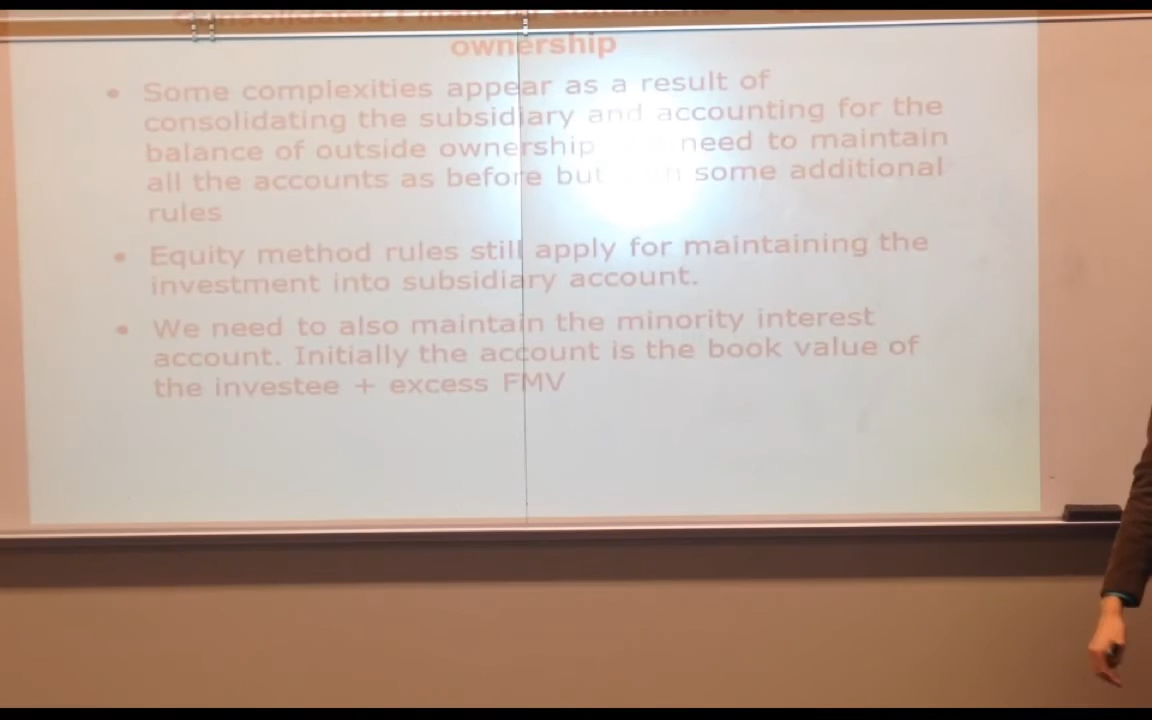 Consolidated Financial Statements
ownership
• Some complexities appear as a result of
consolidating the subsidiary and accounting for the
balance of outside ownership need to maintain
all the accounts as before but some additional
rules
• Equity method rules still apply for maintaining the
investment into subsidiary account.
• We need to also maintain the minority interest
account. Initially the account is the book value of
the investee + excess FMV